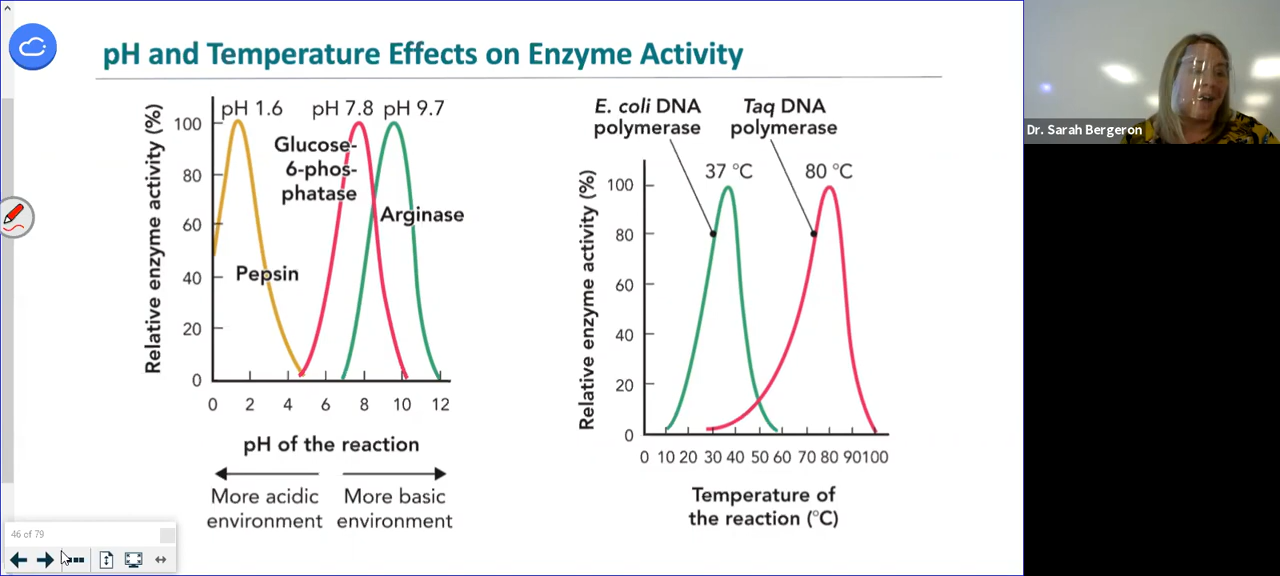 pH and Temperature Effects on Enzyme Activity
Dr. Sarah Bergeron
pH 1.6 pH 7.8 pH 9.7
Glucose-
6-phos-
phatase
Arginase
Pepsin
Relative enzyme activity (%)
100
80
60
40
20
0
0 2 4 6 8 10 12
pH of the reaction
More acidic
environment
More basic
environment
E. coli DNA
polymerase
Taq DNA
polymerase
37 °C 80 °C
Relative enzyme activity (%)
100
80
60
40
20
0
0 10 20 30 40 50 60 70 80 90 100
Temperature of
the reaction (°C)
46 of 79